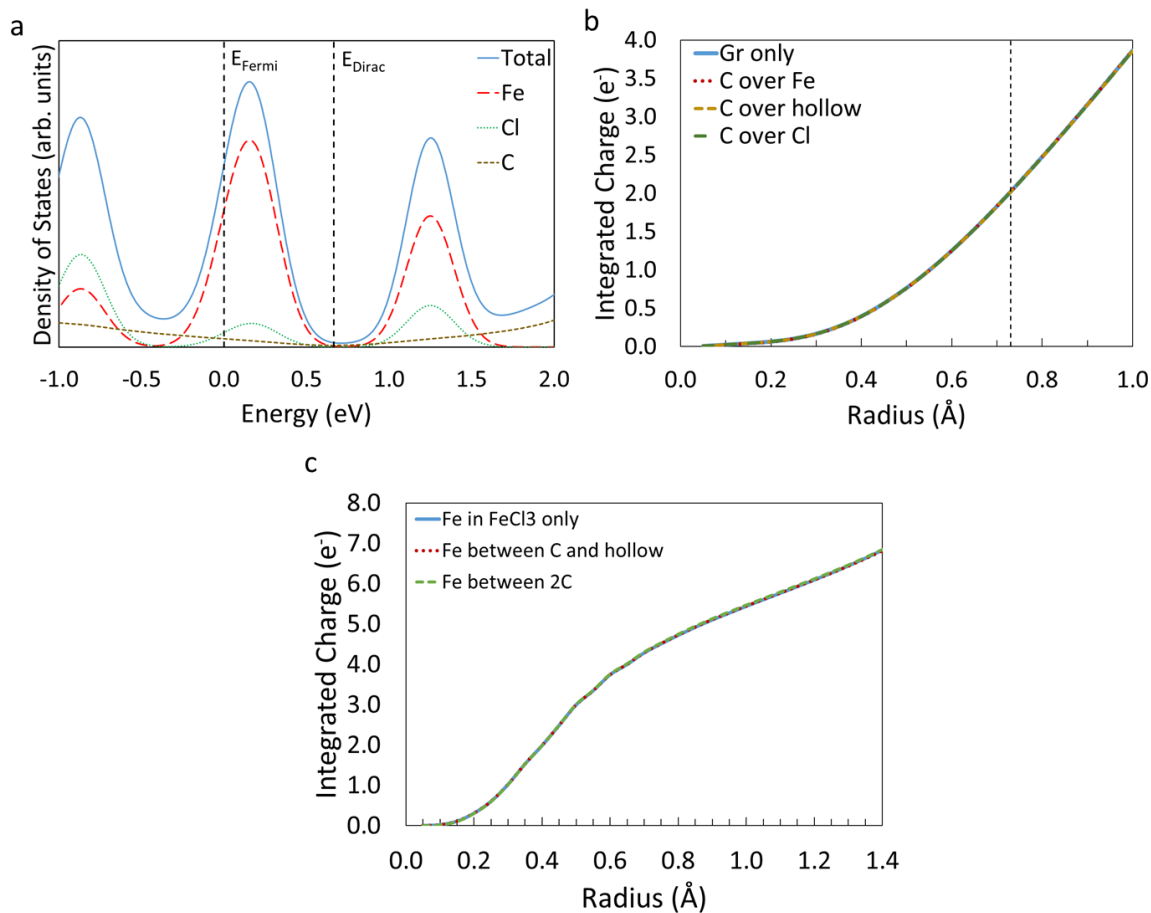 a
Density of States (arb. units)
E_Fermi
E_Dirac
Total
Fe
Cl
C
-1.0 -0.5 0.0 0.5 1.0 1.5 2.0
Energy (eV)
b
Integrated Charge (e⁻)
4.0
3.5
3.0
2.5
2.0
1.5
1.0
0.5
0.0
Gr only
C over Fe
C over hollow
C over Cl
0.0 0.2 0.4 0.6 0.8 1.0
Radius (Å)
c
Integrated Charge (e⁻)
8.0
7.0
6.0
5.0
4.0
3.0
2.0
1.0
0.0
Fe in FeCl3 only
Fe between C and hollow
Fe between 2C
0.0 0.2 0.4 0.6 0.8 1.0 1.2 1.4
Radius (Å)